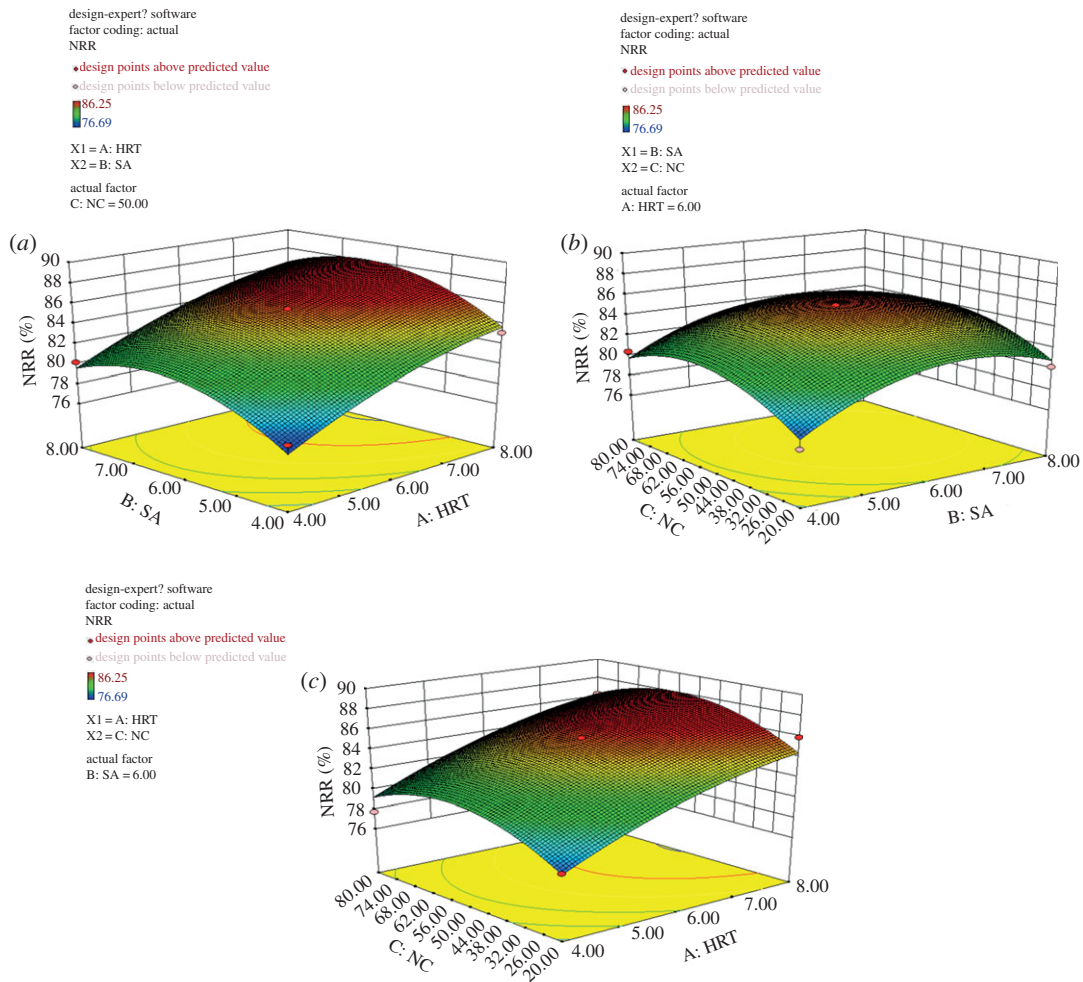 design-expert? software
factor coding: actual
NRR
design points above predicted value
design points below predicted value
86.25
76.69
X1 = A: HRT
X2 = B: SA
actual factor
C: NC = 50.00
(a)
90
88
86
84
82
80
78
76
NRR (%)
8.00
7.00
6.00
5.00
4.00
B: SA
4.00
5.00
6.00
7.00
8.00
A: HRT
design-expert? software
factor coding: actual
NRR
design points above predicted value
design points below predicted value
86.25
76.69
X1 = B: SA
X2 = C: NC
actual factor
A: HRT = 6.00
(b)
90
88
86
84
82
80
78
76
NRR (%)
80.00
74.00
68.00
62.00
56.00
50.00
44.00
38.00
32.00
26.00
20.00
C: NC
4.00
5.00
6.00
7.00
8.00
B: SA
design-expert? software
factor coding: actual
NRR
design points above predicted value
design points below predicted value
86.25
76.69
X1 = A: HRT
X2 = C: NC
actual factor
B: SA = 6.00
(c)
90
88
86
84
82
80
78
76
NRR (%)
80.00
74.00
68.00
62.00
56.00
50.00
44.00
38.00
32.00
26.00
20.00
C: NC
4.00
5.00
6.00
7.00
8.00
A: HRT